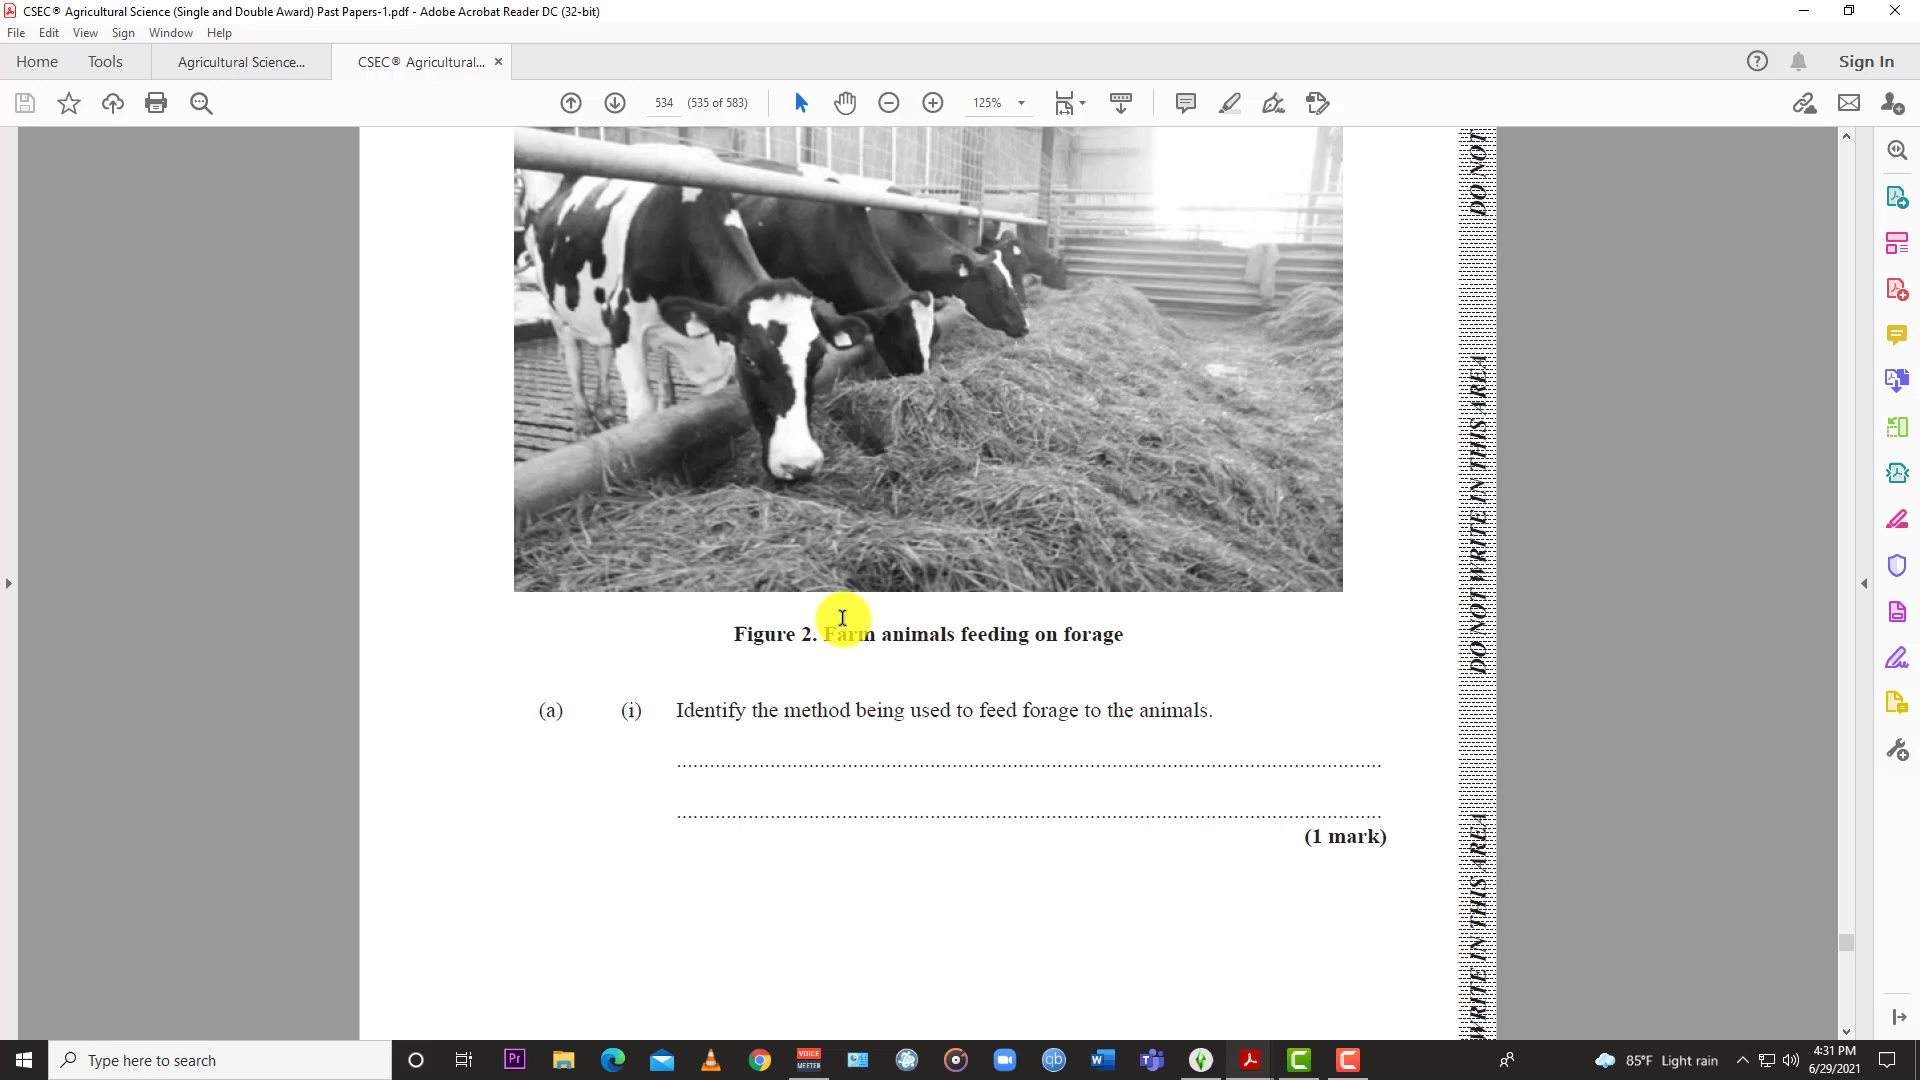 CSEC® Agricultural Science (Single and Double Award) Past Papers-1.pdf - Adobe Acrobat Reader DC (32-bit)
File Edit View Sign Window Help
Home Tools Agricultural Science... CSEC® Agricultural... × Sign In
534 (535 of 583) 125%
Figure 2. Farm animals feeding on forage
(a) (i) Identify the method being used to feed forage to the animals.
(1 mark)
DO NOT
DO NOT WRITE IN THIS AREA
WRITE IN THIS AREA
Type here to search
Pr
VOICE MEETER
qb
85°F Light rain
4:31 PM
6/29/2021